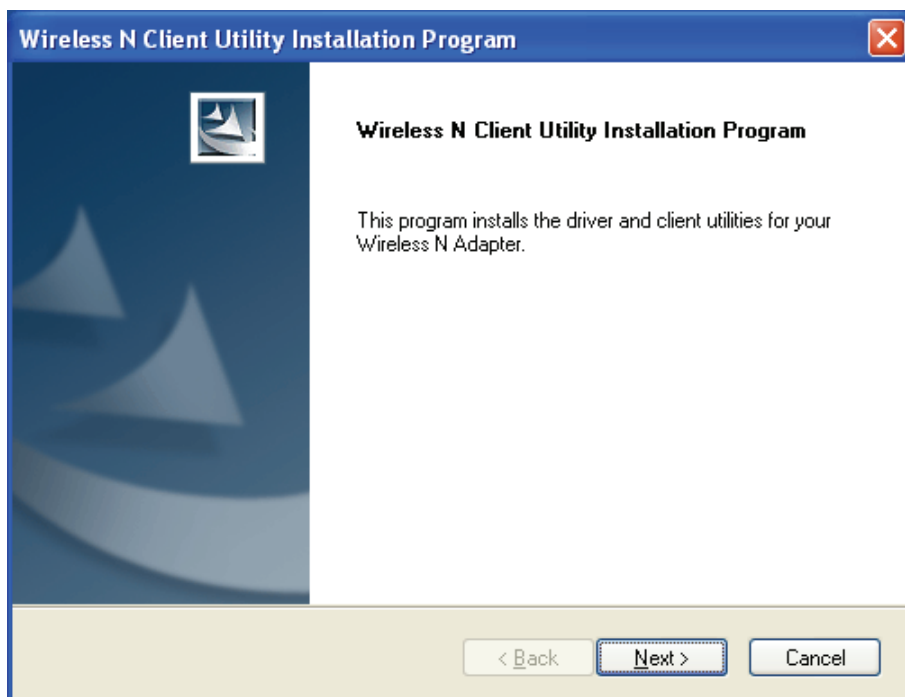 Wireless N Client Utility Installation Program
Wireless N Client Utility Installation Program
This program installs the driver and client utilities for your
Wireless N Adapter.
< Back
Next >
Cancel